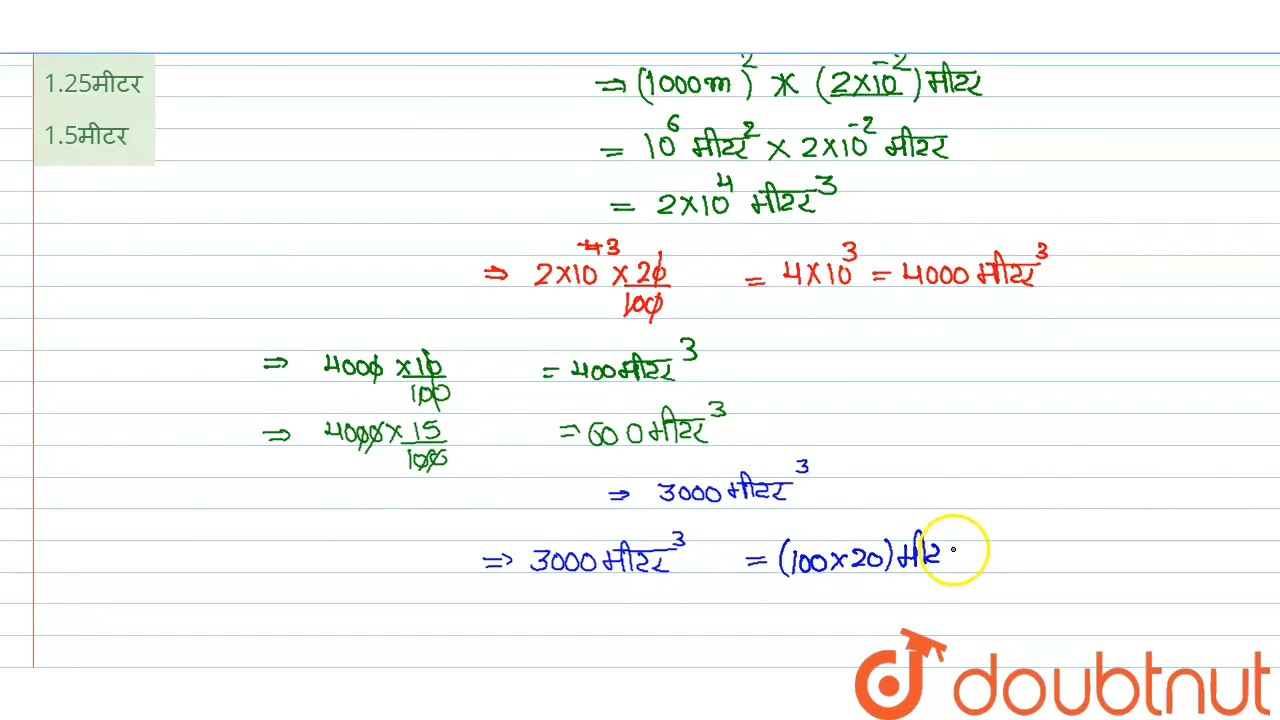 1.25मीटर
1.5मीटर
⇒ (1000m)² × (2×10⁻²) मीटर
= 10⁶ मीटर² × 2×10⁻² मीटर
= 2×10⁴ मीटर³
⇒ 2×10⁴³ × 20/100 = 4×10³ = 4000 मीटर³
⇒ 4000 × 10/100 = 400 मीटर³
⇒ 4000 × 15/100 ⇒ 600 मीटर³
⇒ 3000 मीटर³
⇒ 3000 मीटर³ = (100×20) मीट
doubtnut